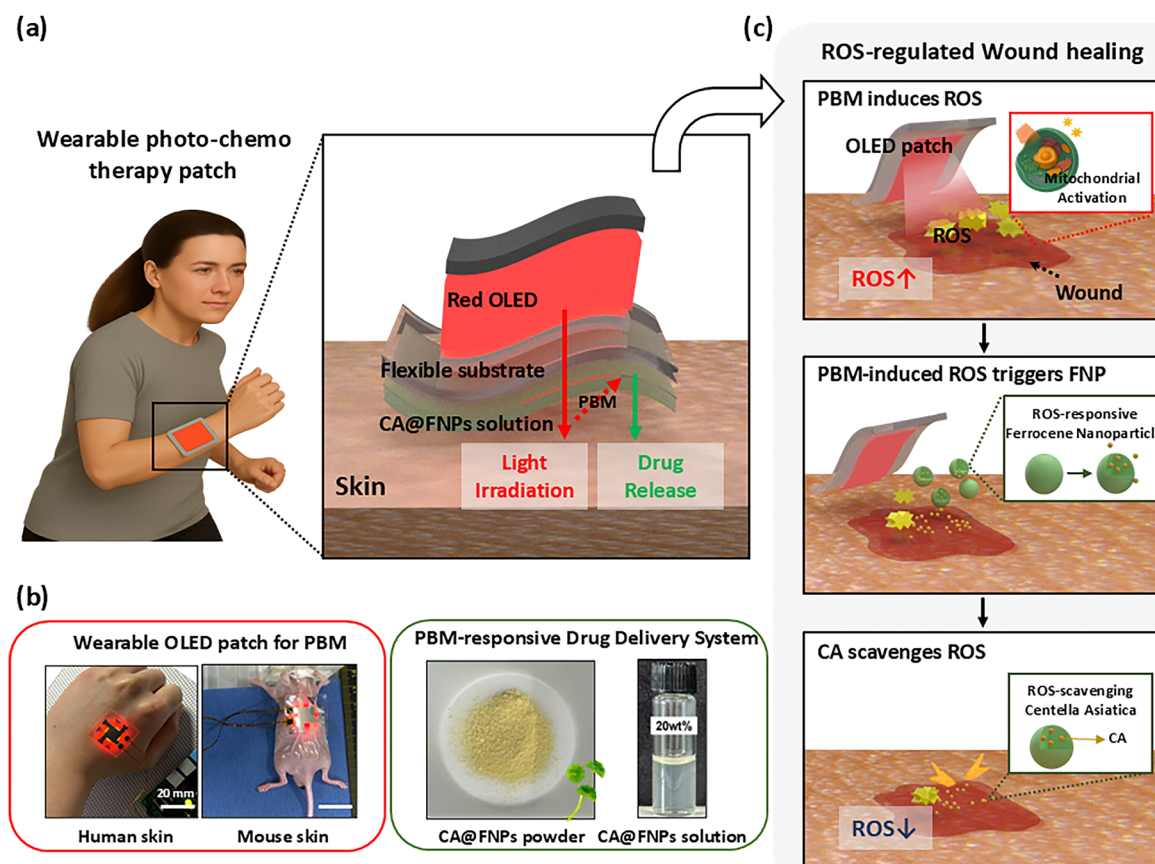 (a)
Wearable photo-chemo
therapy patch
Red OLED
Flexible substrate
PBM
CA@FNPs solution
Light
Irradiation
Drug
Release
Skin
(b)
Wearable OLED patch for PBM
20 mm
Human skin
Mouse skin
PBM-responsive Drug Delivery System
20wt%
CA@FNPs powder
CA@FNPs solution
(c)
ROS-regulated Wound healing
PBM induces ROS
OLED patch
Mitochondrial
Activation
ROS
ROS↑
Wound
PBM-induced ROS triggers FNP
ROS-responsive
Ferrocene Nanoparticl
CA scavenges ROS
ROS-scavenging
Centella Asiatica
CA
ROS↓